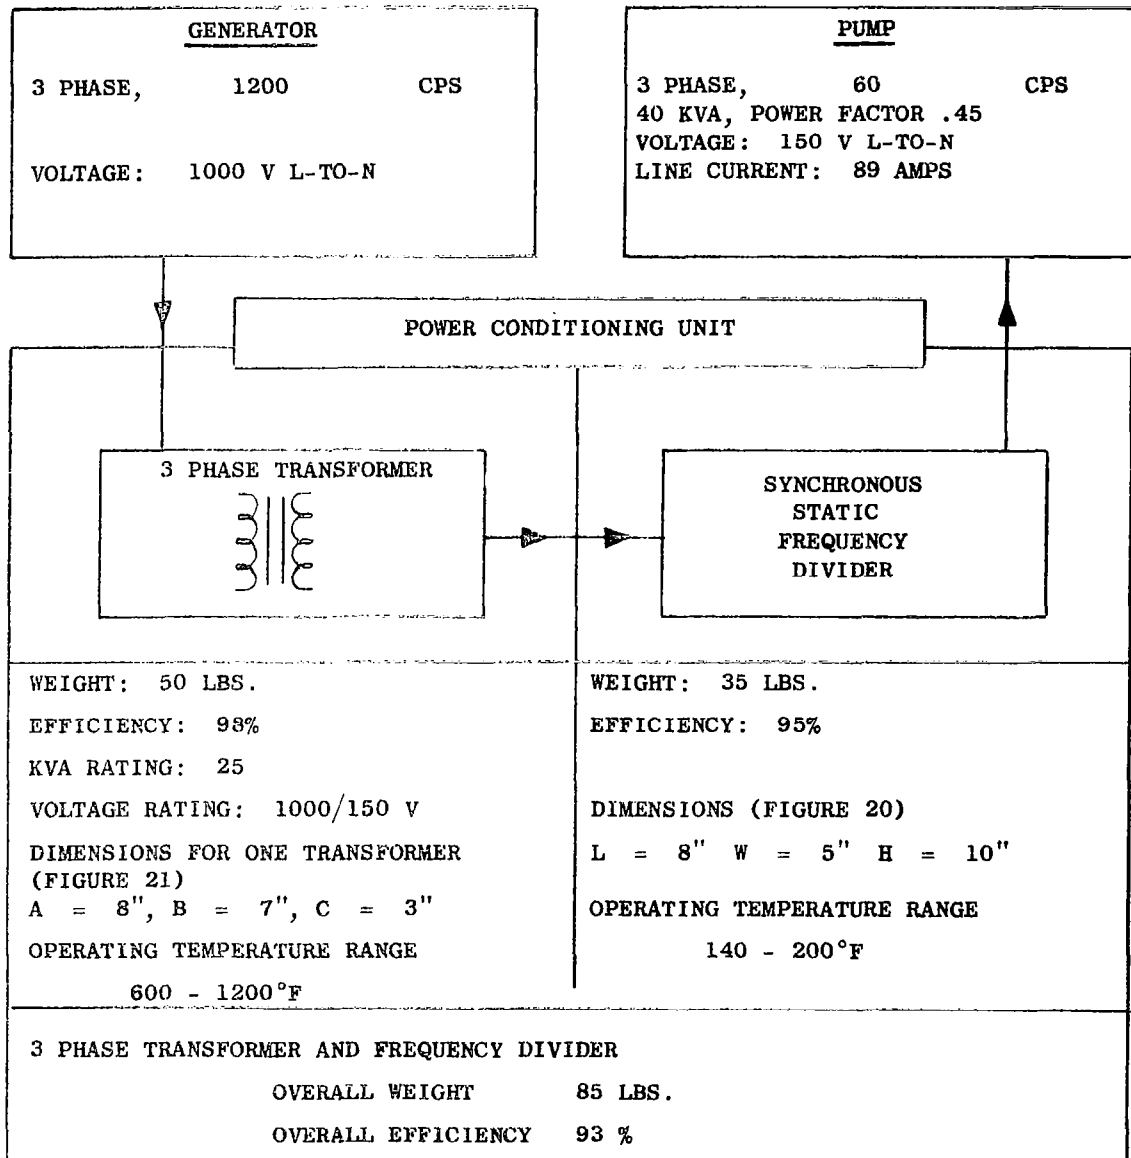 GENERATOR
3 PHASE, 1200 CPS
VOLTAGE: 1000 V L-TO-N
PUMP
3 PHASE, 60 CPS
40 KVA, POWER FACTOR .45
VOLTAGE: 150 V L-TO-N
LINE CURRENT: 89 AMPS
POWER CONDITIONING UNIT
3 PHASE TRANSFORMER
SYNCHRONOUS
STATIC
FREQUENCY
DIVIDER
WEIGHT: 50 LBS.
EFFICIENCY: 98%
KVA RATING: 25
VOLTAGE RATING: 1000/150 V
DIMENSIONS FOR ONE TRANSFORMER
(FIGURE 21)
A = 8", B = 7", C = 3"
OPERATING TEMPERATURE RANGE
600 - 1200°F
WEIGHT: 35 LBS.
EFFICIENCY: 95%
DIMENSIONS (FIGURE 20)
L = 8" W = 5" H = 10"
OPERATING TEMPERATURE RANGE
140 - 200°F
3 PHASE TRANSFORMER AND FREQUENCY DIVIDER
OVERALL WEIGHT 85 LBS.
OVERALL EFFICIENCY 93 %